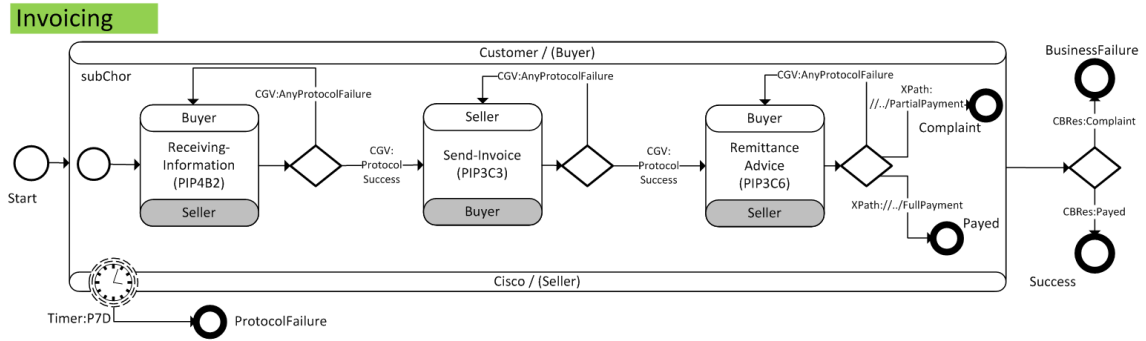 Invoicing
Customer / (Buyer)
subChor
BusinessFailure
CGV:AnyProtocolFailure
CGV:AnyProtocolFailure
CGV:AnyProtocolFailure
XPath:
//../PartialPayment
Complaint
Buyer
Receiving-
Information
(PIP4B2)
Seller
CGV:
Protocol
Success
Seller
Send-Invoice
(PIP3C3)
Buyer
CGV:
Protocol
Success
Buyer
Remittance
Advice
(PIP3C6)
Seller
CBRes:Complaint
Start
XPath://../FullPayment
Payed
CBRes:Payed
Cisco / (Seller)
Success
Timer:P7D
ProtocolFailure